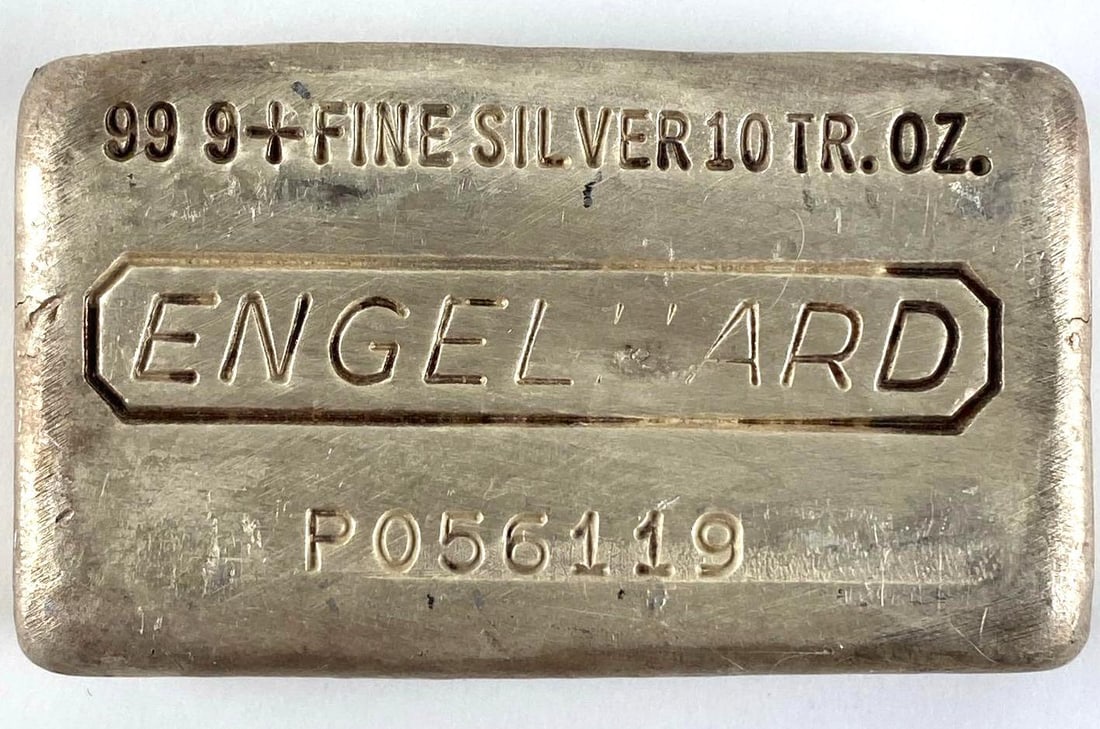 99 9+ FINE SILVER 10 TR. OZ.
ENGELHARD
P056119